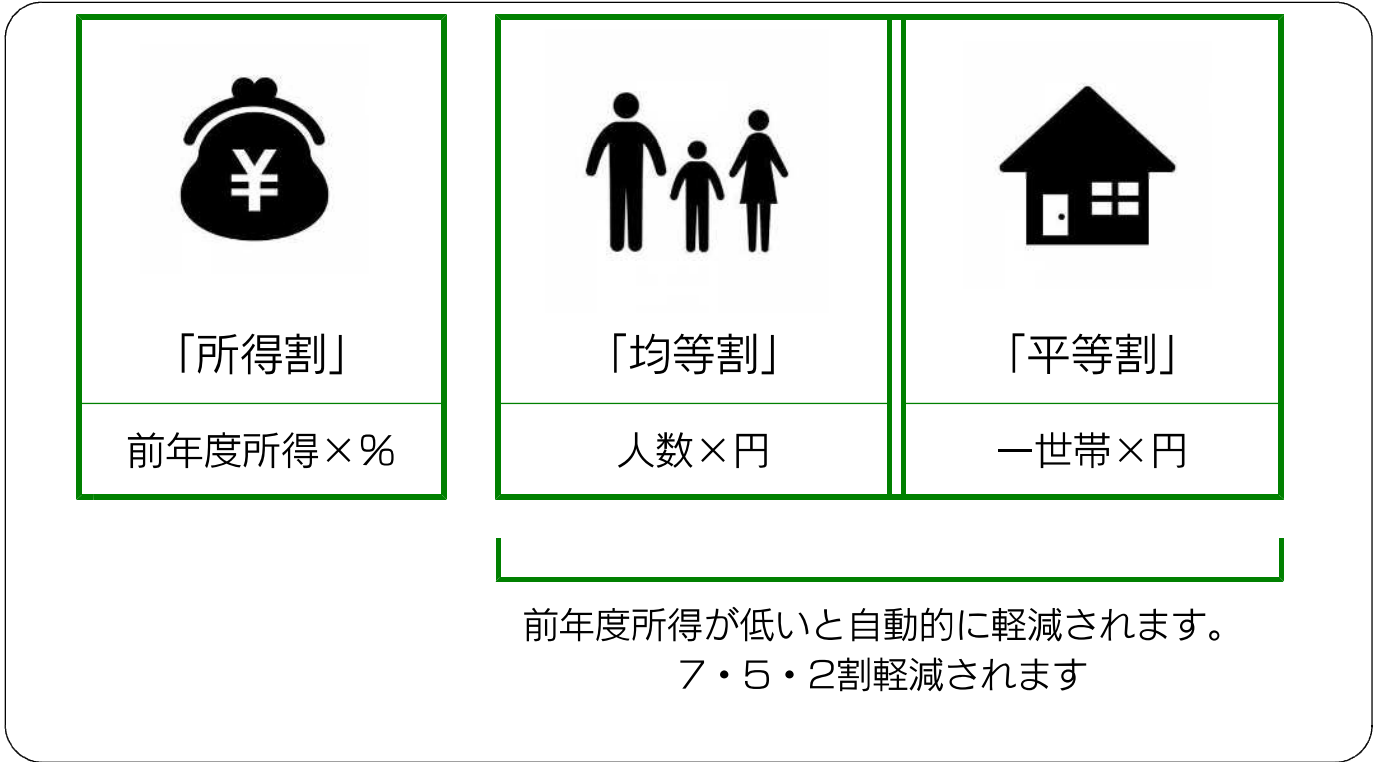 ¥
「所得割」
前年度所得×％
「均等割」
人数×円
「平等割」
一世帯×円
前年度所得が低いと自動的に軽減されます。
７・５・２割軽減されます